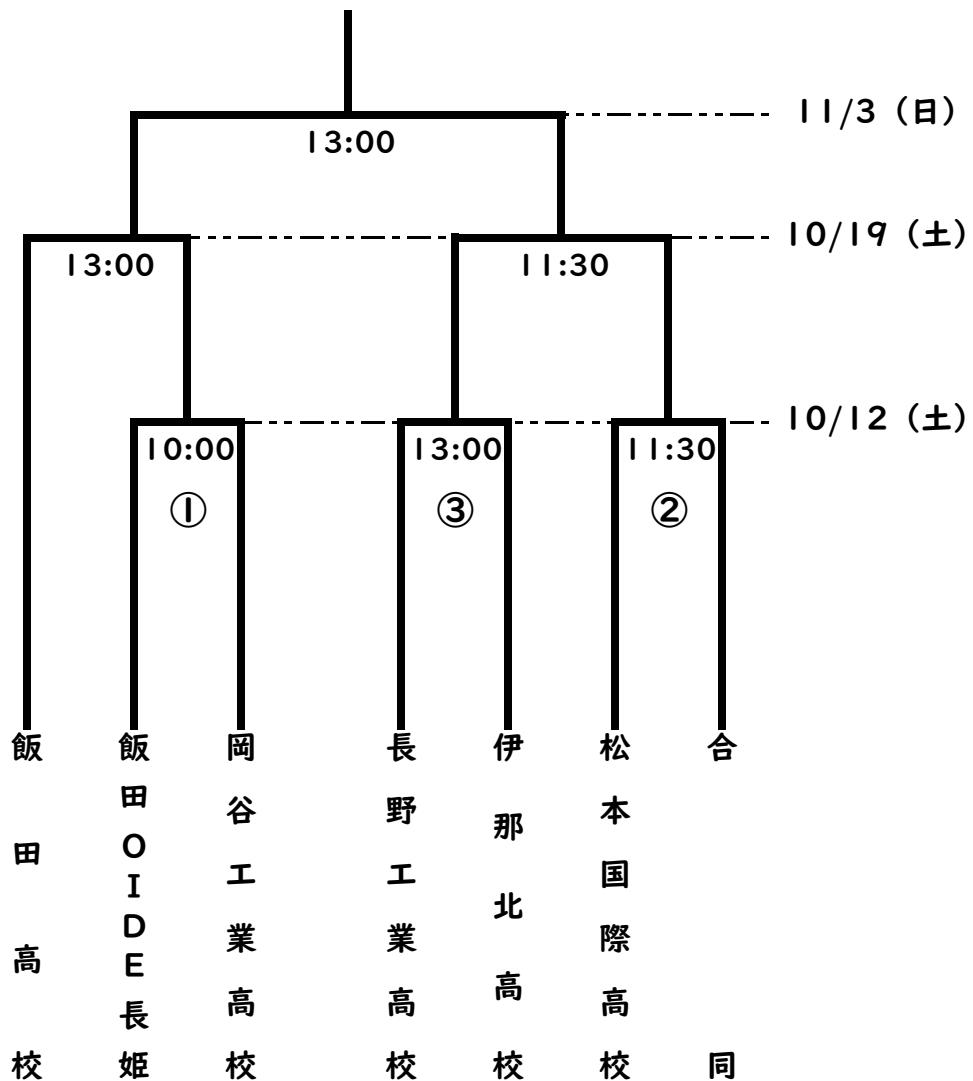 11/3（日）
13:00
10/19（土）
13:00
11:30
10/12（土）
10:00
13:00
11:30
①
③
②
飯田高校
飯田OIDE長姫
岡谷工業高校
長野工業高校
伊那北高校
松本国際高校
合同